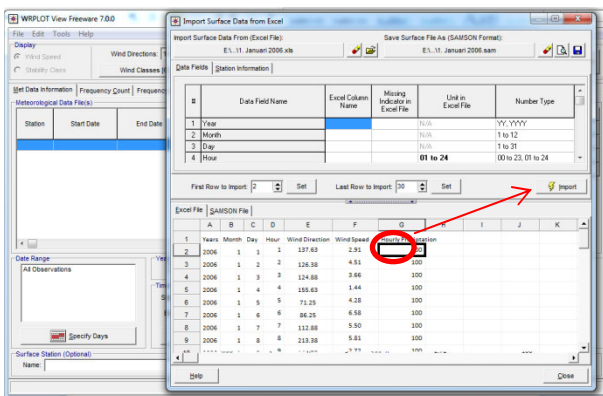 WRPLOT View Freeware 7.0.0
File Edit Tools Help
Display
Wind Speed
Stability Class
Wind Directions:
Wind Classes
Met Data Information Frequency Count Frequency
Meteorological Data File(s)
Station Start Date End Date
Date Range
All Observations
Specify Days
Surface Station (Optional)
Name:
Import Surface Data from Excel
Import Surface Data From (Excel File):
E:\...\1. Januari 2006.xls
Save Surface File As (SAMSON Format):
E:\...\1. Januari 2006.sam
Data Fields Station Information
# Data Field Name Excel Column Name Missing Indicator in Excel File Unit in Excel File Number Type
1 Year N/A YY, YYYY
2 Month N/A 1 to 12
3 Day N/A 1 to 31
4 Hour 01 to 24 00 to 23, 01 to 24
First Row to Import: 2 Set Last Row to Import: 30 Set Import
Excel File SAMSON File
A B C D E F G H I J K
1 Years Month Day Hour Wind Direction Wind Speed Hourly
2 2006 1 1 1 137.63 2.91
3 2006 1 2 2 126.38 4.51 100
4 2006 1 3 3 124.88 3.66 100
5 2006 1 4 4 155.63 1.44 100
6 2006 1 5 5 71.25 4.28 100
7 2006 1 6 6 86.25 6.58 100
8 2006 1 7 7 112.88 5.50 100
9 2006 1 8 8 213.38 5.81 100
Help Close